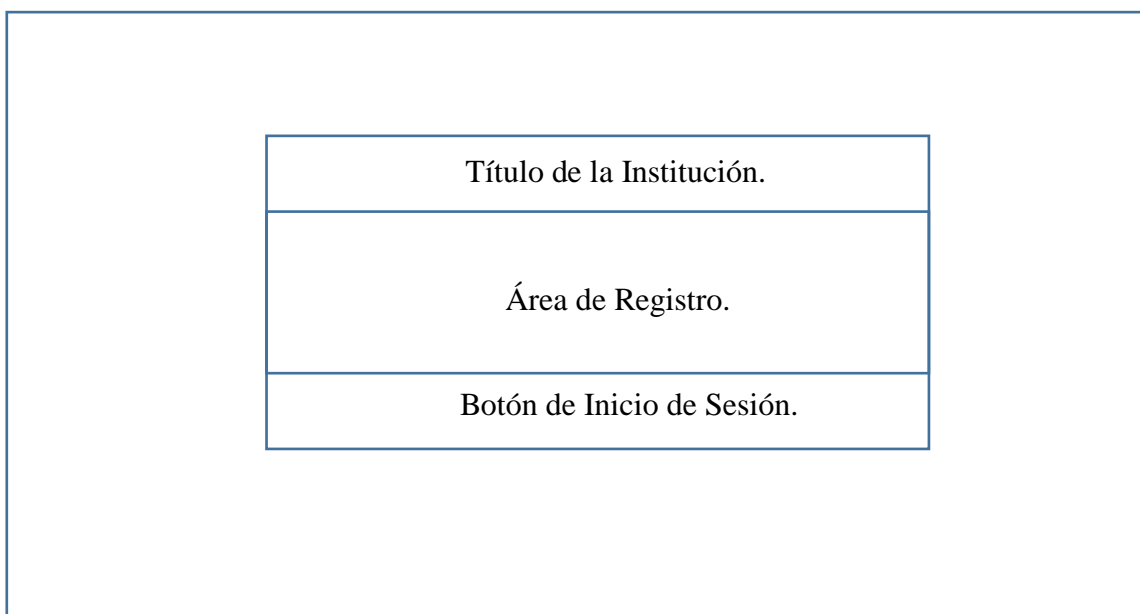 Título de la Institución.
Área de Registro.
Botón de Inicio de Sesión.